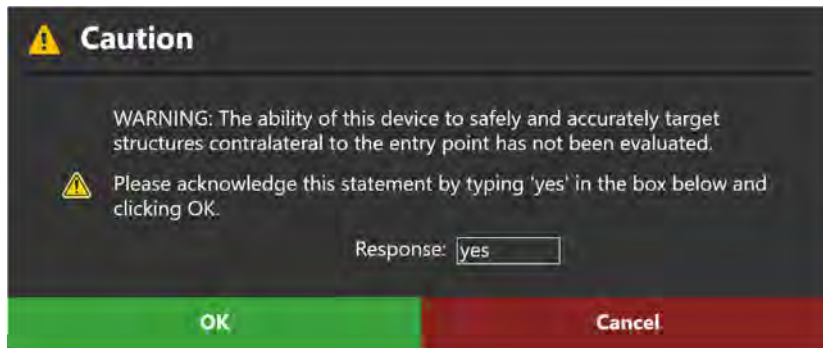 Caution
WARNING: The ability of this device to safely and accurately target
structures contralateral to the entry point has not been evaluated.
Please acknowledge this statement by typing 'yes' in the box below and
clicking OK.
Response: yes
OK Cancel